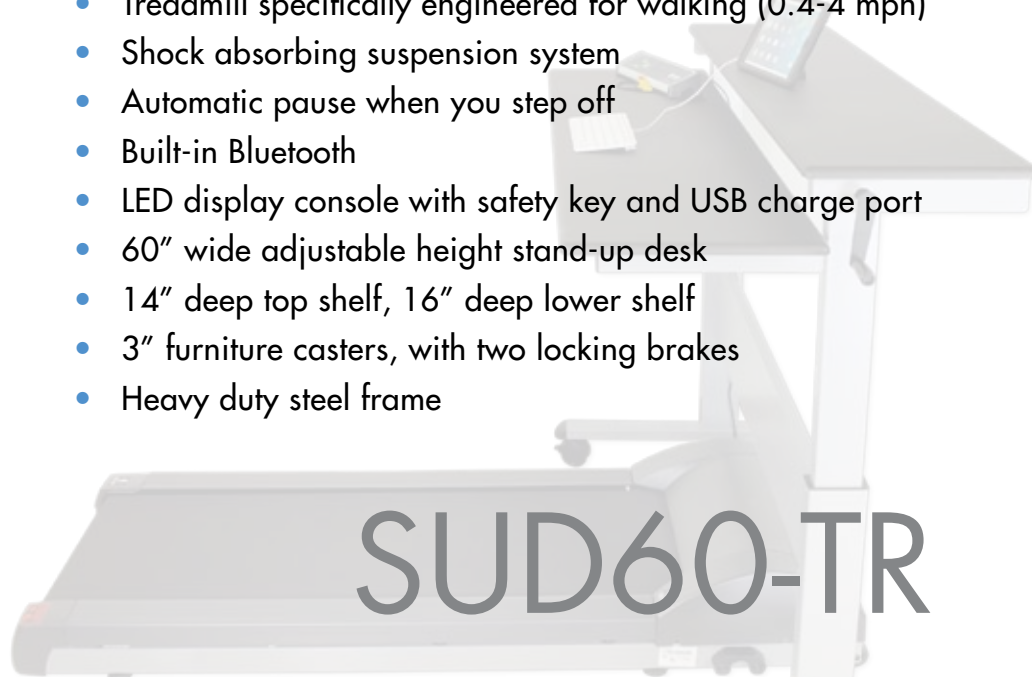 • Treadmill specifically engineered for walking (0.4-4 mph)
• Shock absorbing suspension system
• Automatic pause when you step off
• Built-in Bluetooth
• LED display console with safety key and USB charge port
• 60” wide adjustable height stand-up desk
• 14” deep top shelf, 16” deep lower shelf
• 3” furniture casters, with two locking brakes
• Heavy duty steel frame
SUD60-TR